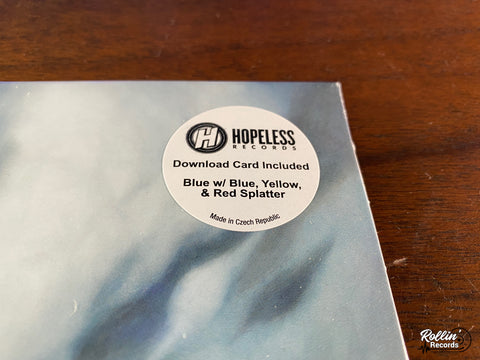 H HOPELESS
RECORDS
Download Card Included
Blue w/ Blue, Yellow,
& Red Splatter
Made in Czech Republic
Rollin'
Records